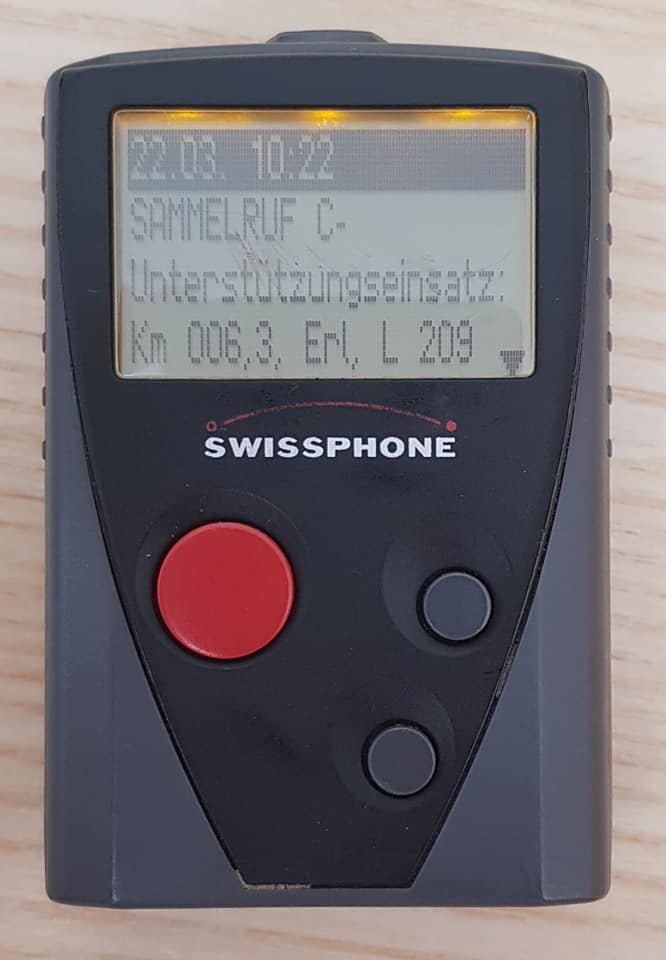 22.03. 10:22
SAMMELRUF C-
Unterstützungseinsatz:
Km 006,3, Erl, L 209
SWISSPHONE